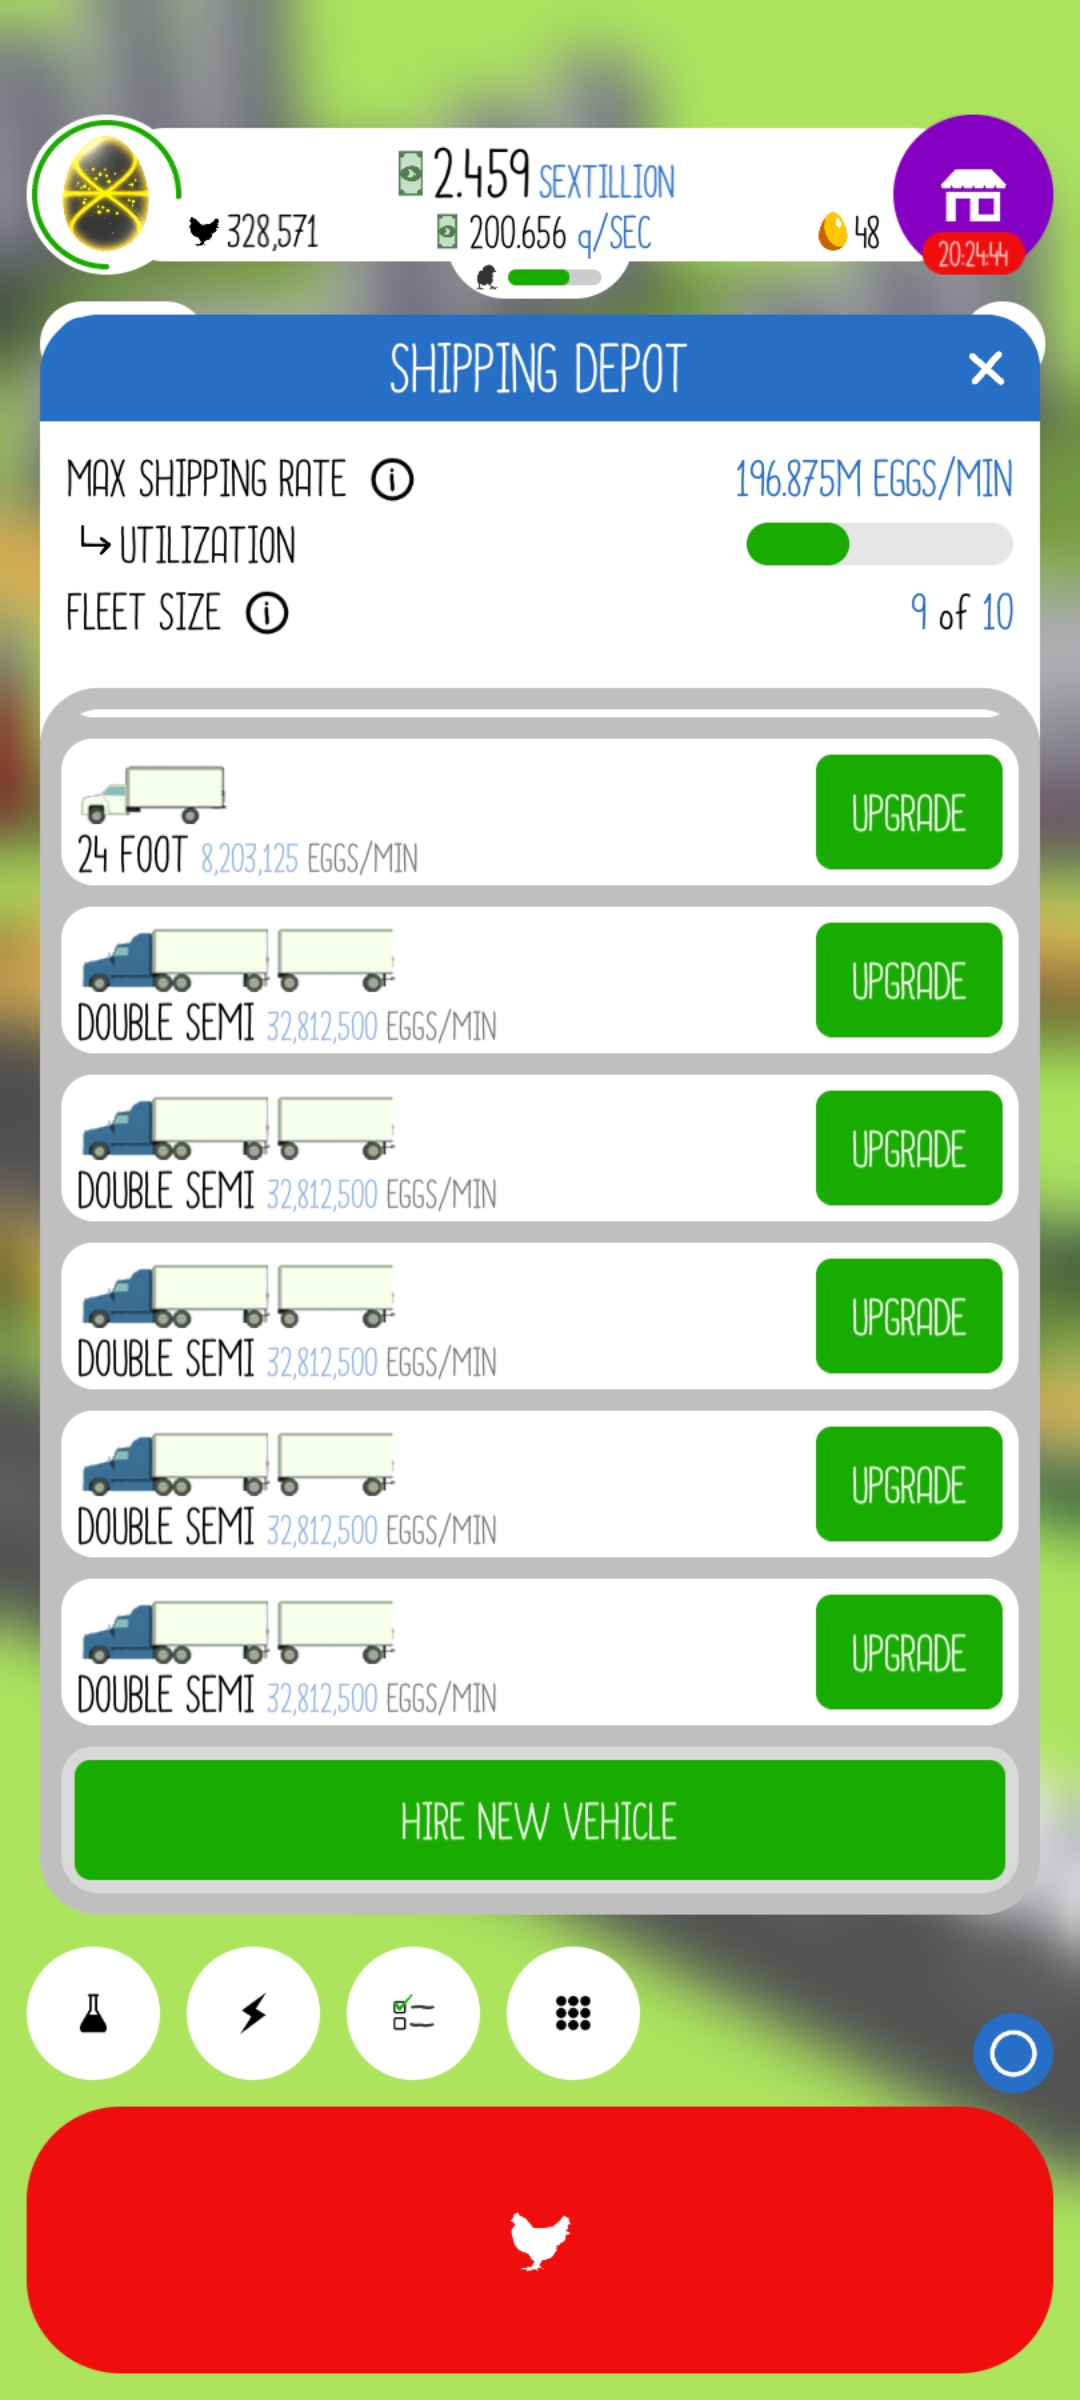 2.459 SEXTILLION
328,571 200.656 q/SEC 48
20:24:44
SHIPPING DEPOT
MAX SHIPPING RATE 196.875M EGGS/MIN
UTILIZATION
FLEET SIZE 9 of 10
24 FOOT 8,203,125 EGGS/MIN UPGRADE
DOUBLE SEMI 32,812,500 EGGS/MIN UPGRADE
DOUBLE SEMI 32,812,500 EGGS/MIN UPGRADE
DOUBLE SEMI 32,812,500 EGGS/MIN UPGRADE
DOUBLE SEMI 32,812,500 EGGS/MIN UPGRADE
DOUBLE SEMI 32,812,500 EGGS/MIN UPGRADE
HIRE NEW VEHICLE